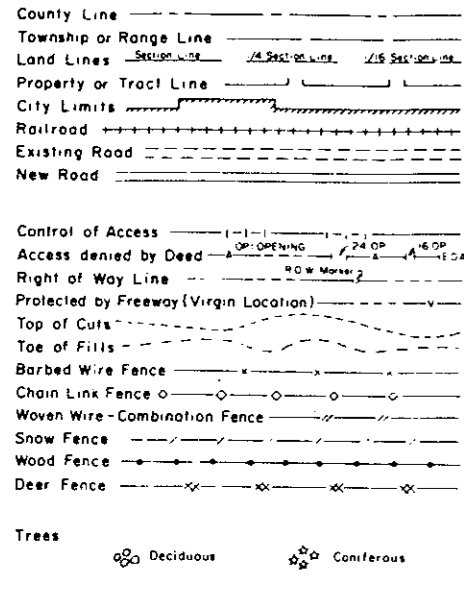 County Line
Township or Range Line
Land Lines Section Line 1/4 Section Line 1/16 Section Line
Property or Tract Line
City Limits
Railroad
Existing Road
New Road
Control of Access
Access denied by Deed OP: OPENING 24 OP 16 OP
Right of Way Line R.O.W. Marker
Protected by Freeway (Virgin Location)
Top of Cuts
Toe of Fills
Barbed Wire Fence
Chain Link Fence
Woven Wire - Combination Fence
Snow Fence
Wood Fence
Deer Fence
Trees
Deciduous Coniferous